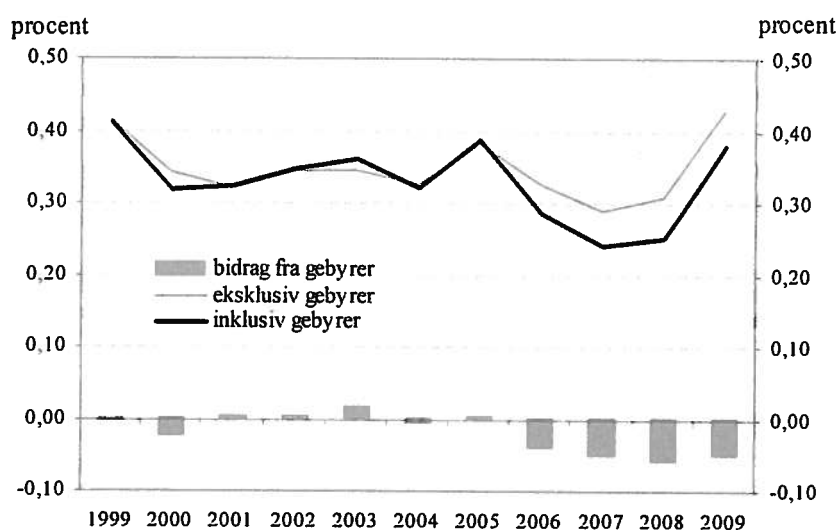 procent procent
0,50 0,50
0,40 0,40
0,30 0,30
0,20 0,20
0,10 0,10
0,00 0,00
-0,10 -0,10
bidrag fra gebyrer
eksklusiv gebyrer
inklusiv gebyrer
1999 2000 2001 2002 2003 2004 2005 2006 2007 2008 2009